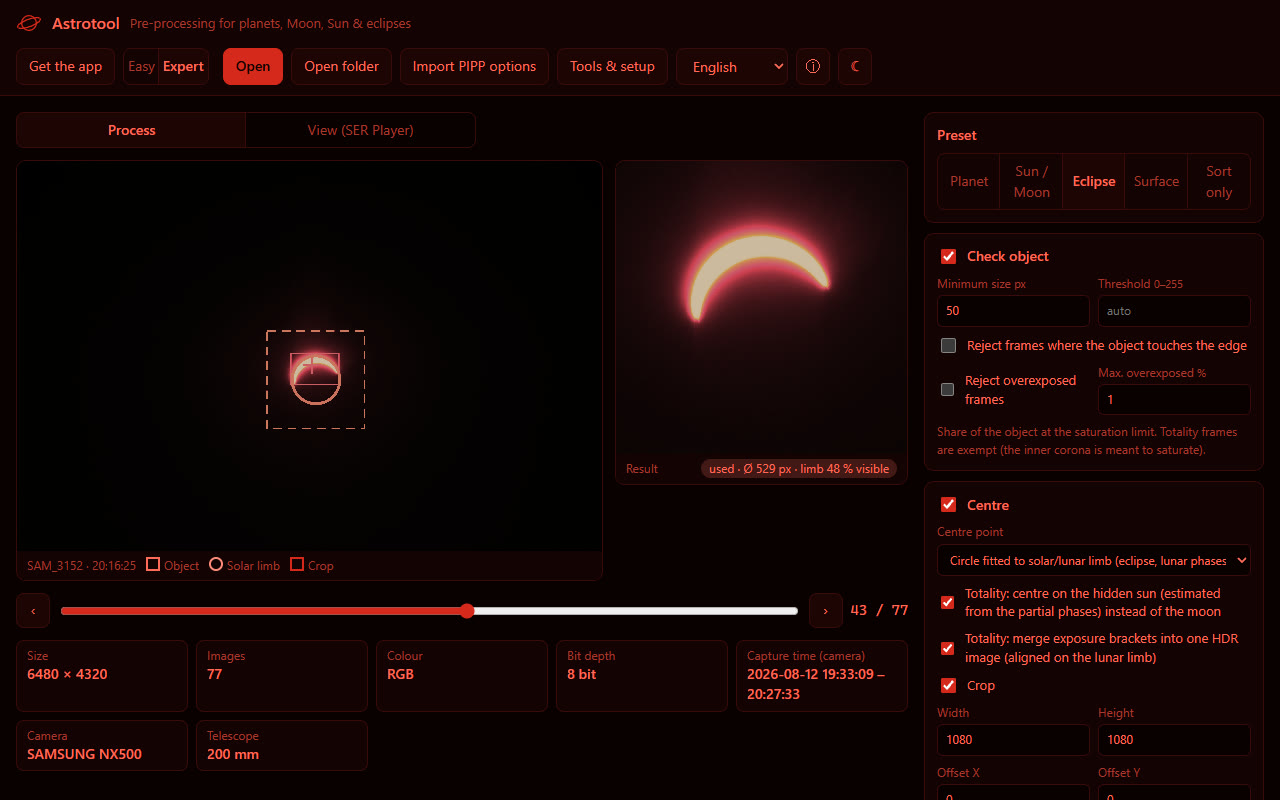 Astrotool Pre-processing for planets, Moon, Sun & eclipses
Get the app Easy Expert Open Open folder Import PIPP options Tools & setup English ⓘ ☾
Process View (SER Player)
SAM_3152 · 20:16:25 Object Solar limb Crop
Result used · Ø 529 px · limb 48 % visible
‹ › 43 / 77
Size
6480 × 4320
Images
77
Colour
RGB
Bit depth
8 bit
Capture time (camera)
2026-08-12 19:33:09 –
20:27:33
Camera
SAMSUNG NX500
Telescope
200 mm
Preset
Planet
Sun /
Moon
Eclipse
Surface
Sort
only
Check object
Minimum size px Threshold 0–255
50 auto
Reject frames where the object touches the edge
Reject overexposed
frames
Max. overexposed %
1
Share of the object at the saturation limit. Totality frames
are exempt (the inner corona is meant to saturate).
Centre
Centre point
Circle fitted to solar/lunar limb (eclipse, lunar phases
Totality: centre on the hidden sun (estimated
from the partial phases) instead of the moon
Totality: merge exposure brackets into one HDR
image (aligned on the lunar limb)
Crop
Width Height
1080 1080
Offset X Offset Y